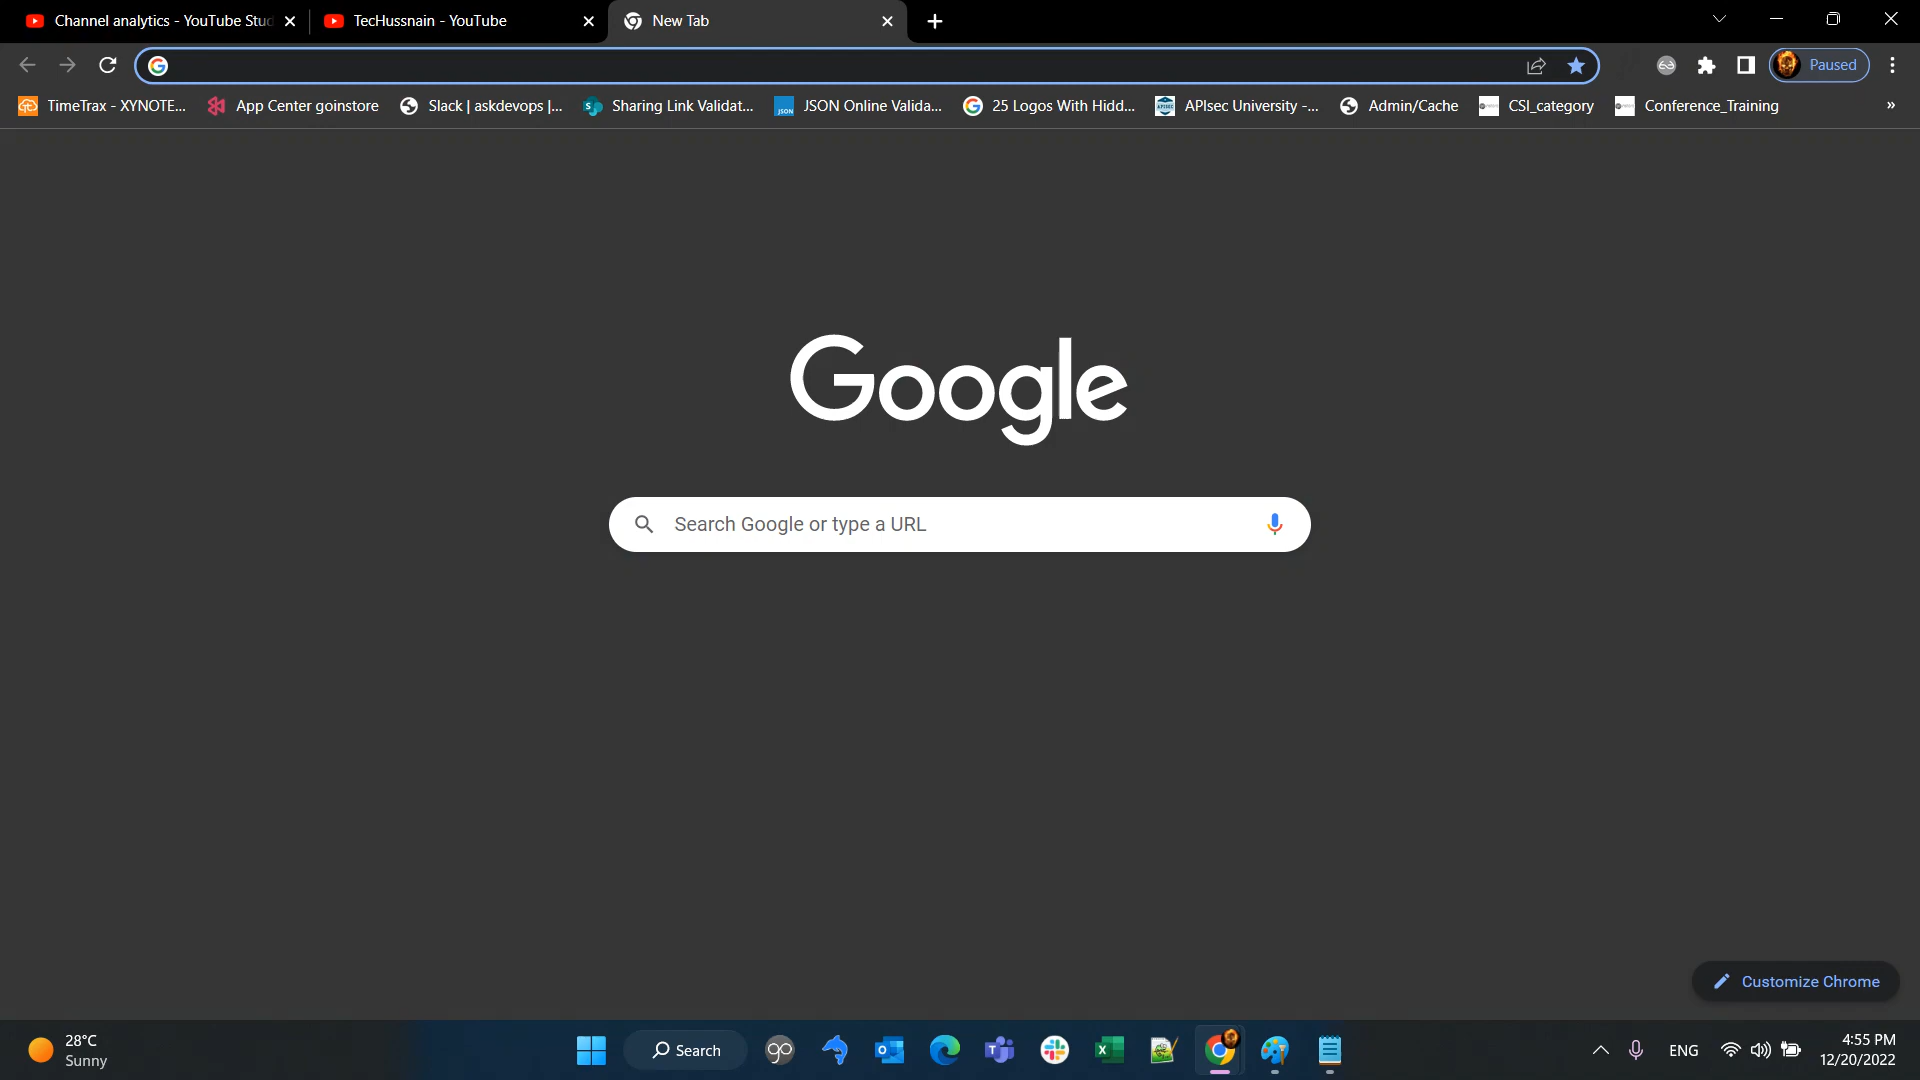 Channel analytics - YouTube Stud
TecHussnain - YouTube
New Tab
Paused
TimeTrax - XYNOTE...
App Center goinstore
Slack | askdevops |...
Sharing Link Validat...
JSON Online Valida...
25 Logos With Hidd...
APIsec University -...
Admin/Cache
CSI_category
Conference_Training
»
Google
Search Google or type a URL
Customize Chrome
28°C
Sunny
Search
ENG
4:55 PM
12/20/2022